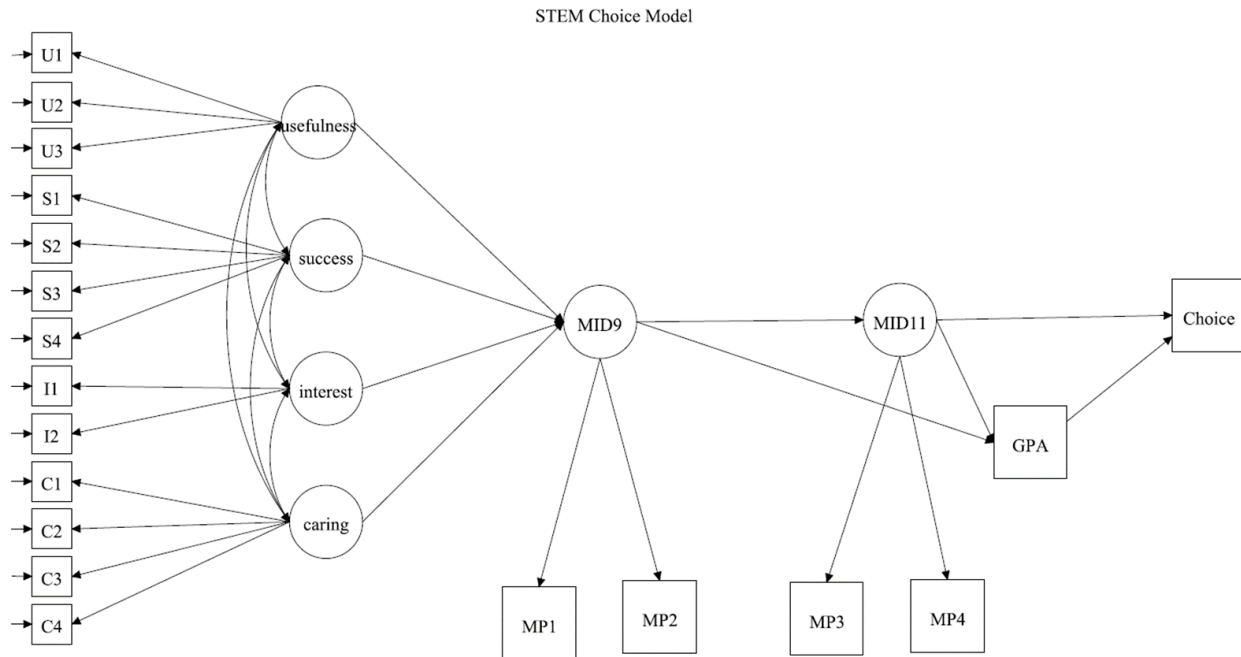 STEM Choice Model
U1
U2
U3
S1
S2
S3
S4
I1
I2
C1
C2
C3
C4
usefulness
success
interest
caring
MID9
MID11
Choice
GPA
MP1
MP2
MP3
MP4